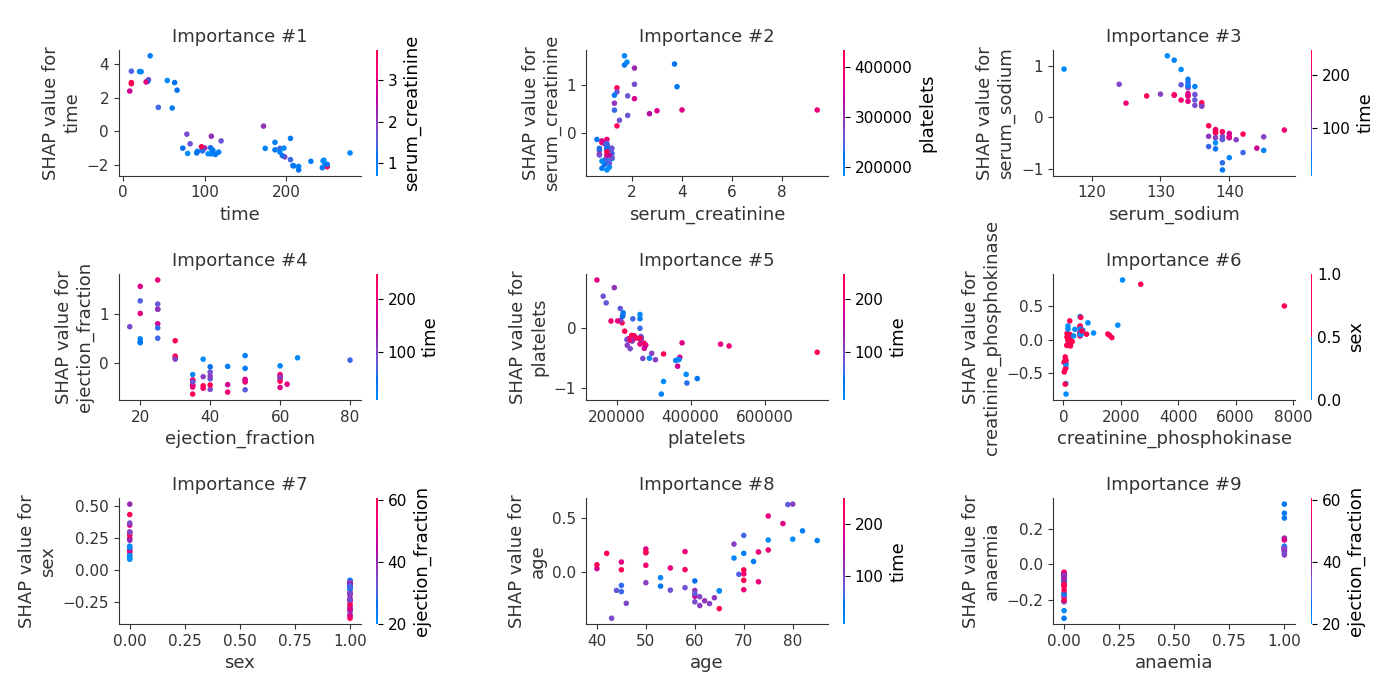 Importance #1
SHAP value for
time
4
2
0
−2
0
100
200
time
3
2
1
serum_creatinine
Importance #2
SHAP value for
serum_creatinine
1
0
2
4
6
8
serum_creatinine
400000
300000
200000
platelets
Importance #3
SHAP value for
serum_sodium
1
0
−1
120
130
140
serum_sodium
200
100
time
Importance #4
SHAP value for
ejection_fraction
1
0
20
40
60
80
ejection_fraction
200
100
time
Importance #5
SHAP value for
platelets
0
−1
200000
400000
600000
platelets
200
100
time
Importance #6
SHAP value for
creatinine_phosphokinase
0.5
0.0
−0.5
0
2000
4000
6000
8000
creatinine_phosphokinase
1.0
0.5
0.0
sex
Importance #7
SHAP value for
sex
0.50
0.25
0.00
−0.25
0.00
0.25
0.50
0.75
1.00
sex
60
40
20
ejection_fraction
Importance #8
SHAP value for
age
0.5
0.0
40
50
60
70
80
age
200
100
time
Importance #9
SHAP value for
anaemia
0.2
0.0
−0.2
0.00
0.25
0.50
0.75
1.00
anaemia
60
40
20
ejection_fraction